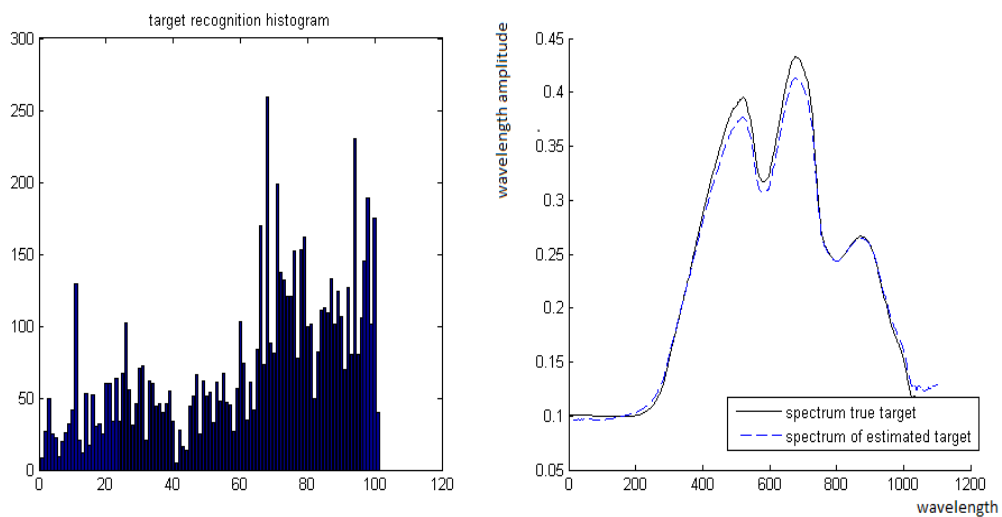 target recognition histogram
300
250
200
150
100
50
0
0 20 40 60 80 100 120
wavelength amplitude
0.45
0.4
0.35
0.3
0.25
0.2
0.15
0.1
0.05
0 200 400 600 800 1000 1200
wavelength
spectrum true target
spectrum of estimated target